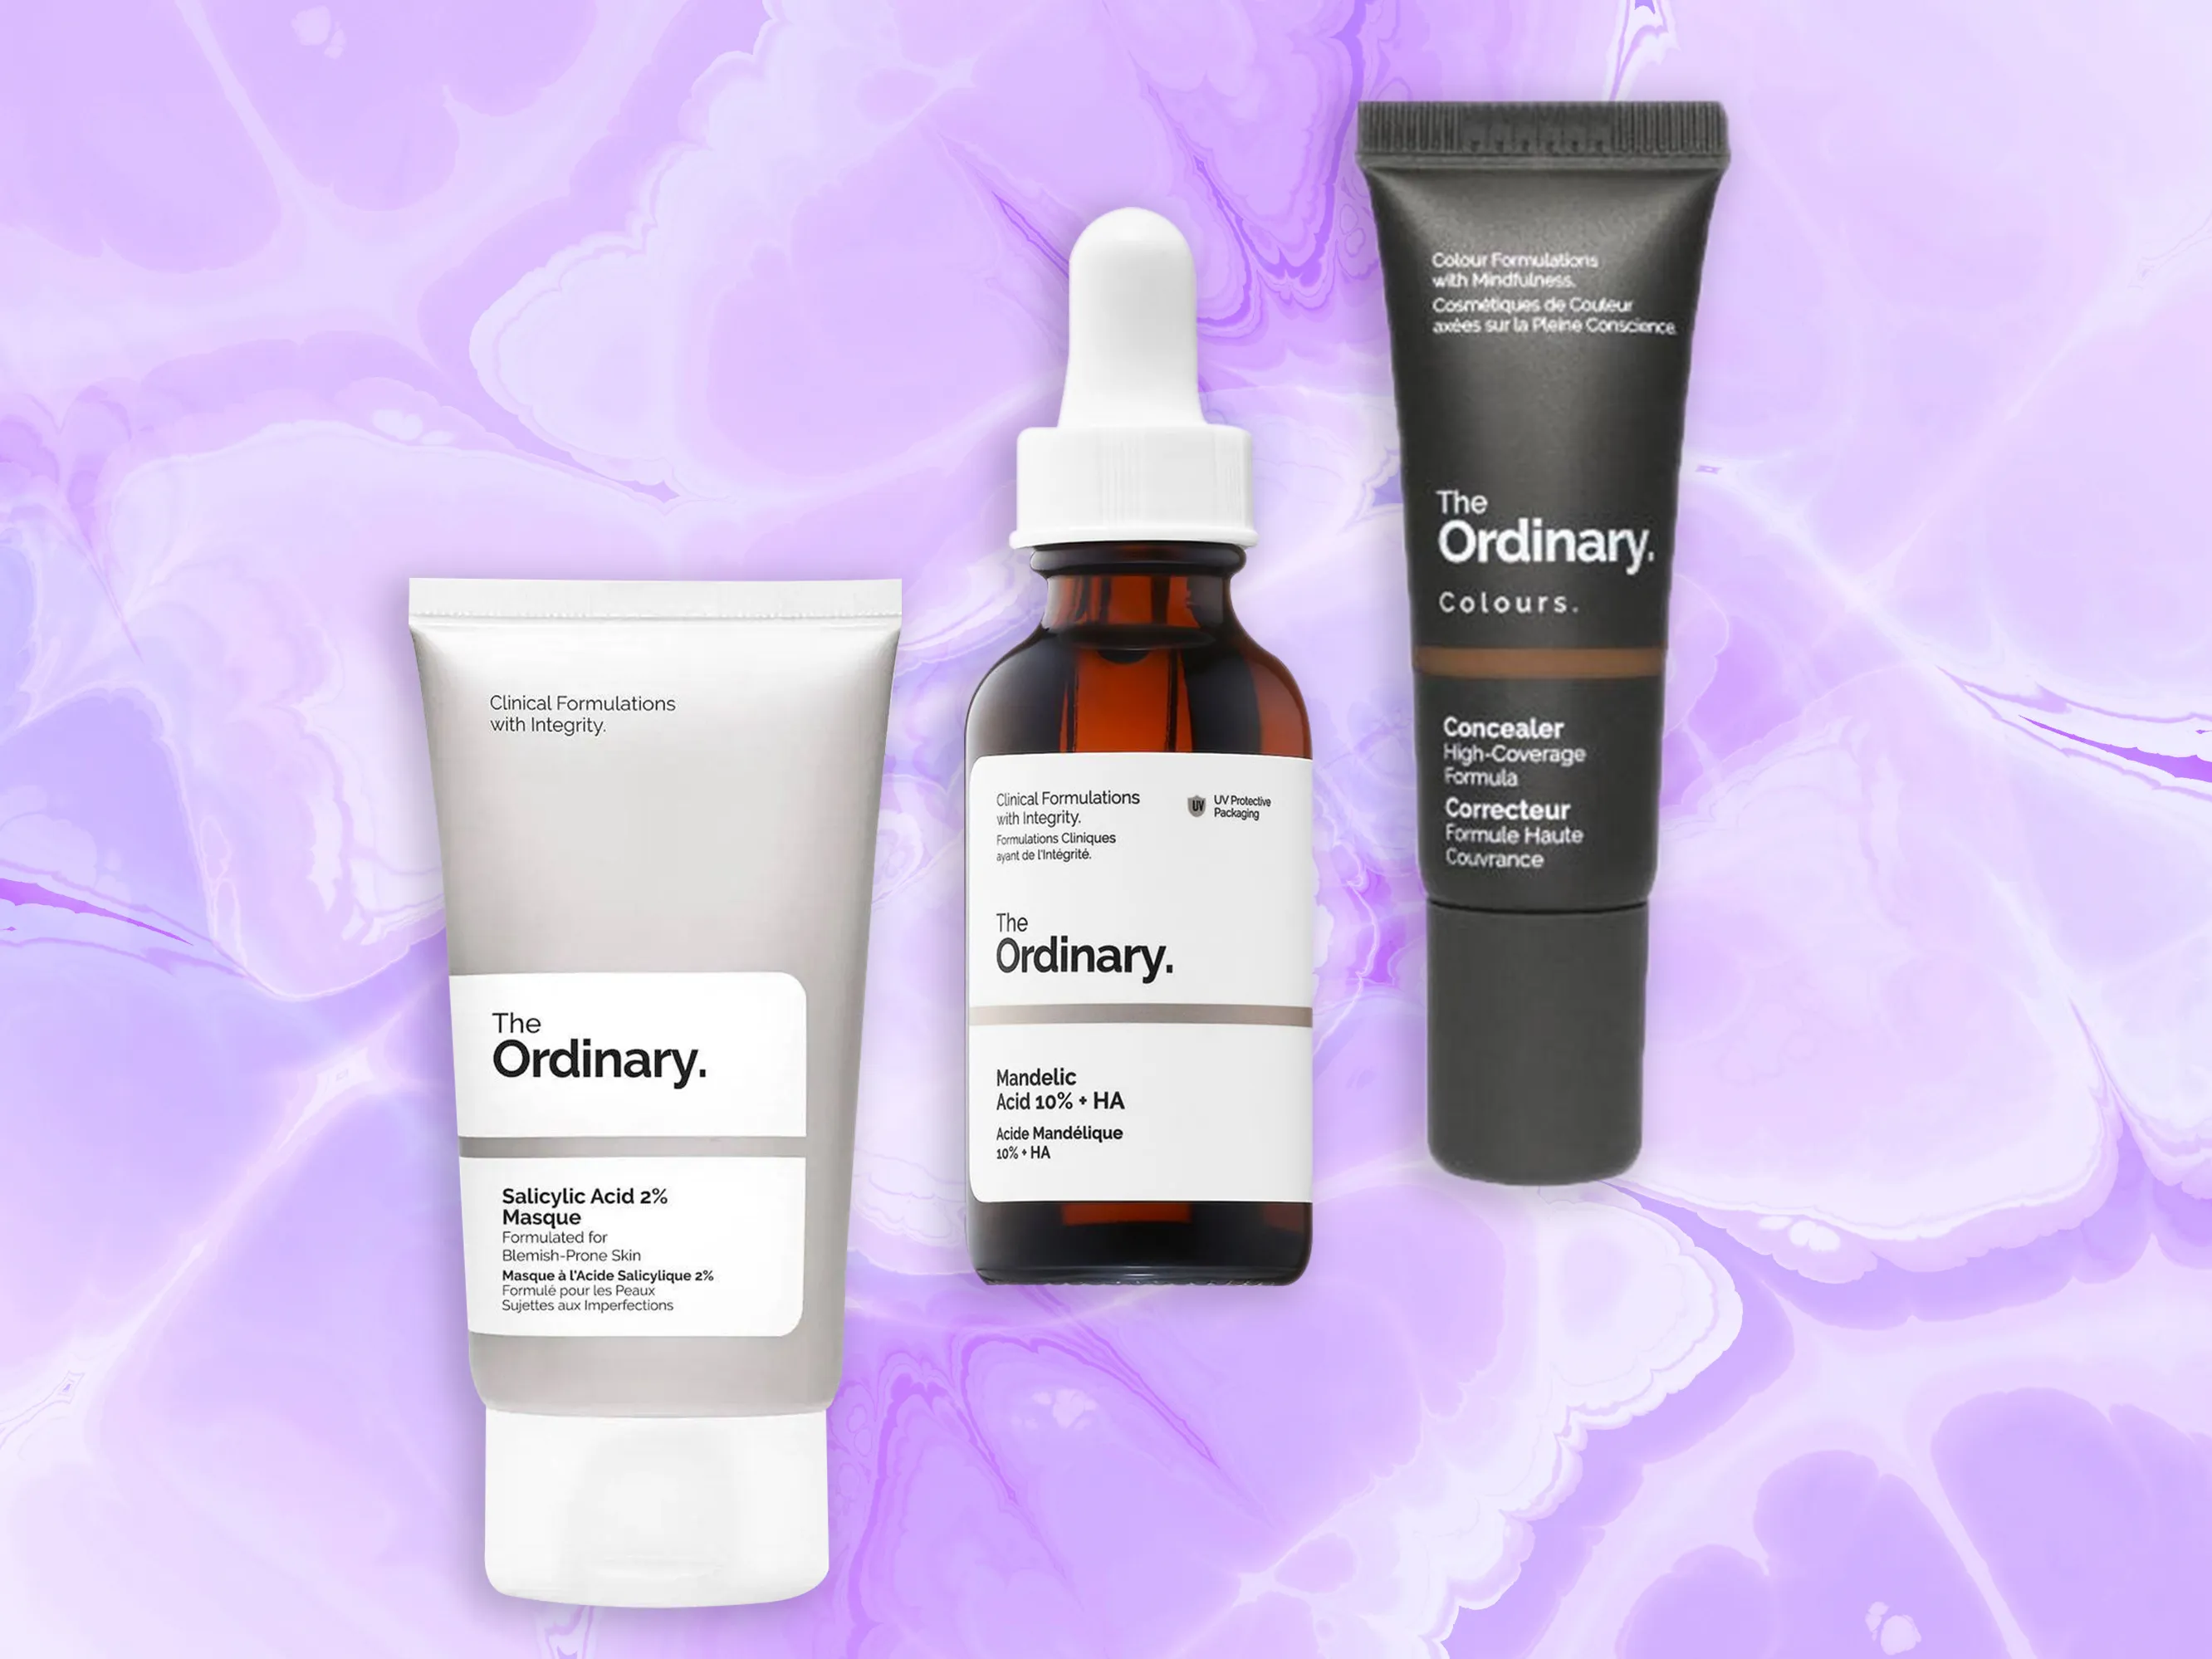 Clinical Formulations
with Integrity.
The
Ordinary.
Salicylic Acid 2%
Masque
Formulated for
Blemish-Prone Skin
Masque à l'Acide Salicylique 2%
Formulé pour les Peaux
Sujettes aux Imperfections
Clinical Formulations
with Integrity.
Formulations Cliniques
ayant de l'Intégrité.
UV
UV Protective
Packaging
The
Ordinary.
Mandelic
Acid 10% + HA
Acide Mandélique
10% + HA
Colour Formulations
with Mindfulness.
Cosmétiques de Couleur
axées sur la Pleine Conscience.
The
Ordinary.
Colours.
Concealer
High-Coverage
Formula
Correcteur
Formule Haute
Couvrance